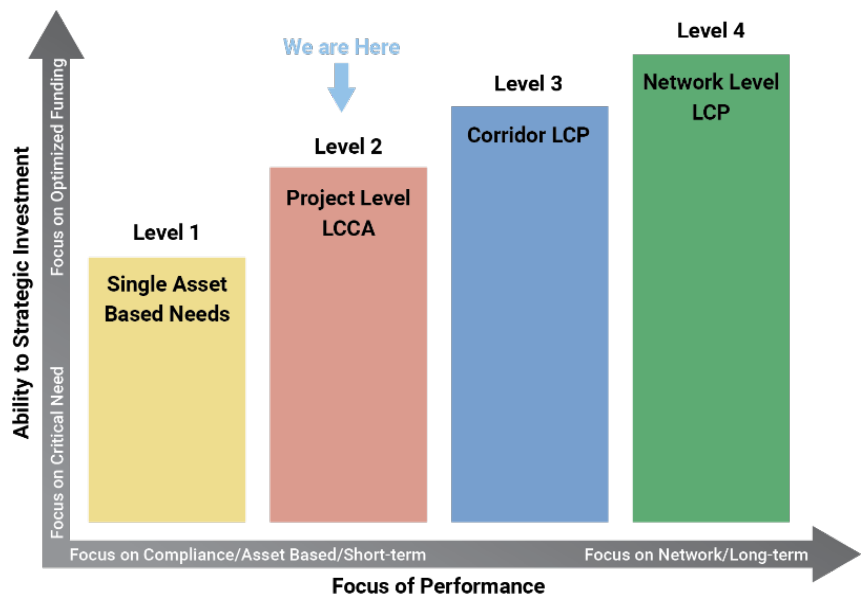 Level 4
We are Here
Network Level
LCP
Level 3
Corridor LCP
Level 2
Project Level
LCCA
Level 1
Single Asset
Based Needs
Ability to Strategic Investment
Focus on Optimized Funding
Focus on Critical Need
Focus on Compliance/Asset Based/Short-term
Focus on Network/Long-term
Focus of Performance